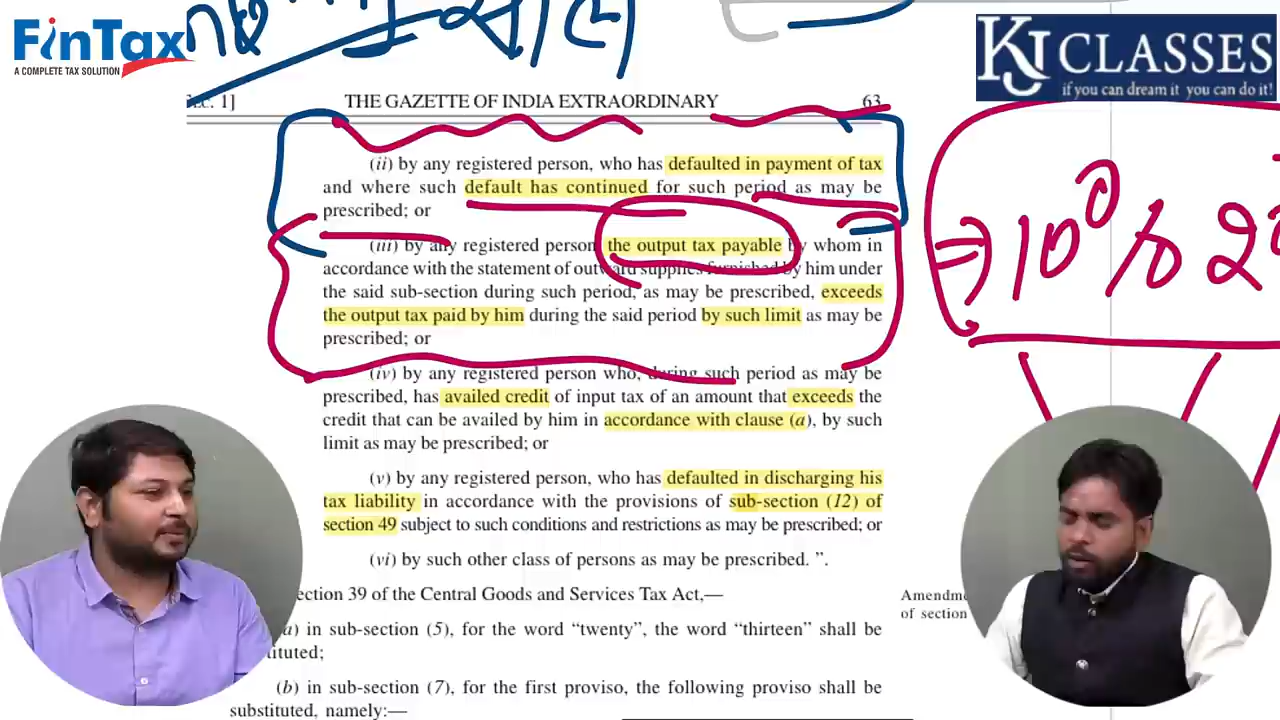 FinTax
A COMPLETE TAX SOLUTION
KJ CLASSES
if you can dream it you can do it!
EC. 1] THE GAZETTE OF INDIA EXTRAORDINARY 63
(ii) by any registered person, who has defaulted in payment of tax
and where such default has continued for such period as may be
prescribed; or
(iii) by any registered person, the output tax payable by whom in
accordance with the statement of outward supplies furnished by him under
the said sub-section during such period, as may be prescribed, exceeds
the output tax paid by him during the said period by such limit as may be
prescribed; or
(iv) by any registered person who, during such period as may be
prescribed, has availed credit of input tax of an amount that exceeds the
credit that can be availed by him in accordance with clause (a), by such
limit as may be prescribed; or
(v) by any registered person, who has defaulted in discharging his
tax liability in accordance with the provisions of sub-section (12) of
section 49 subject to such conditions and restrictions as may be prescribed; or
(vi) by such other class of persons as may be prescribed. ”.
ection 39 of the Central Goods and Services Tax Act,—
a) in sub-section (5), for the word “twenty”, the word “thirteen” shall be
tituted;
(b) in sub-section (7), for the first proviso, the following proviso shall be
substituted, namely:—
Amendme
of section